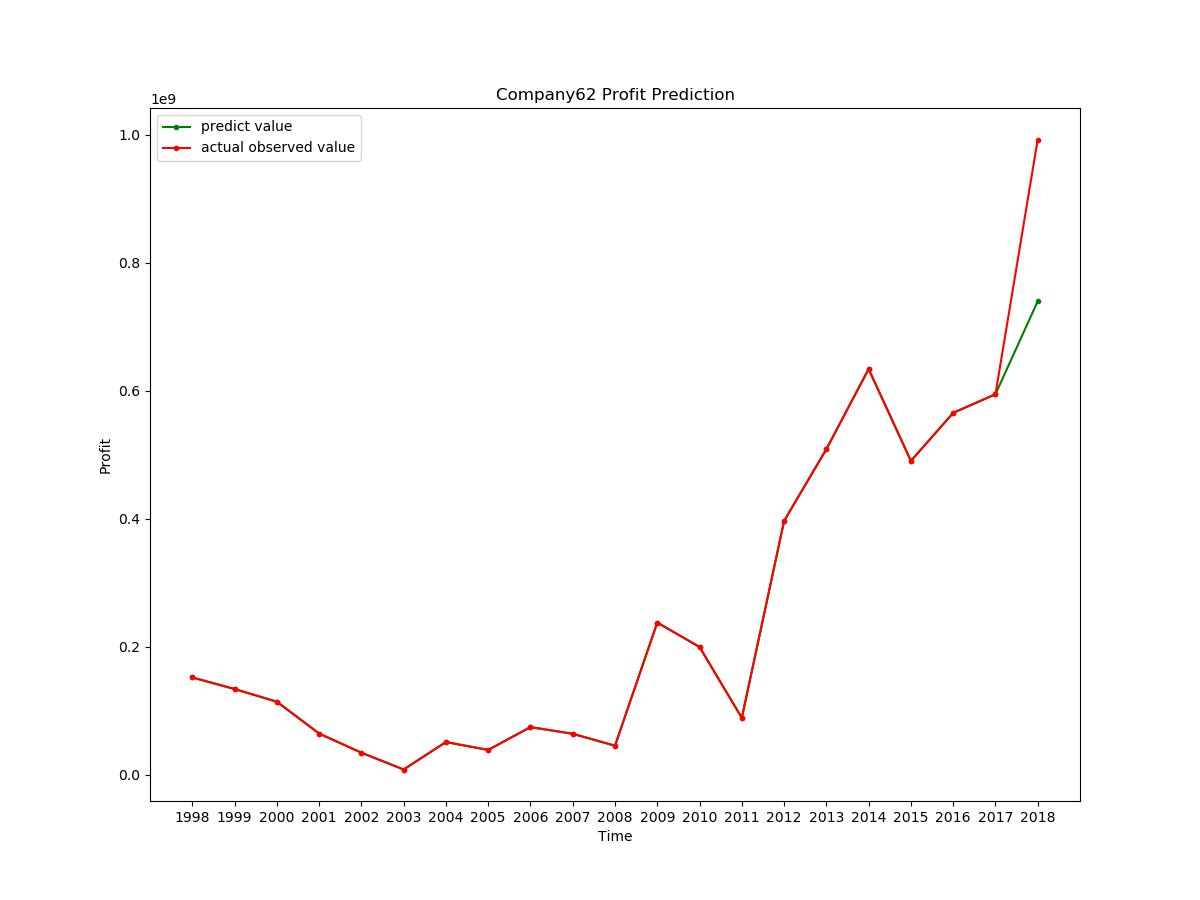 Company62 Profit Prediction
1e9
predict value
actual observed value
1.0
0.8
0.6
0.4
0.2
0.0
Profit
1998 1999 2000 2001 2002 2003 2004 2005 2006 2007 2008 2009 2010 2011 2012 2013 2014 2015 2016 2017 2018
Time